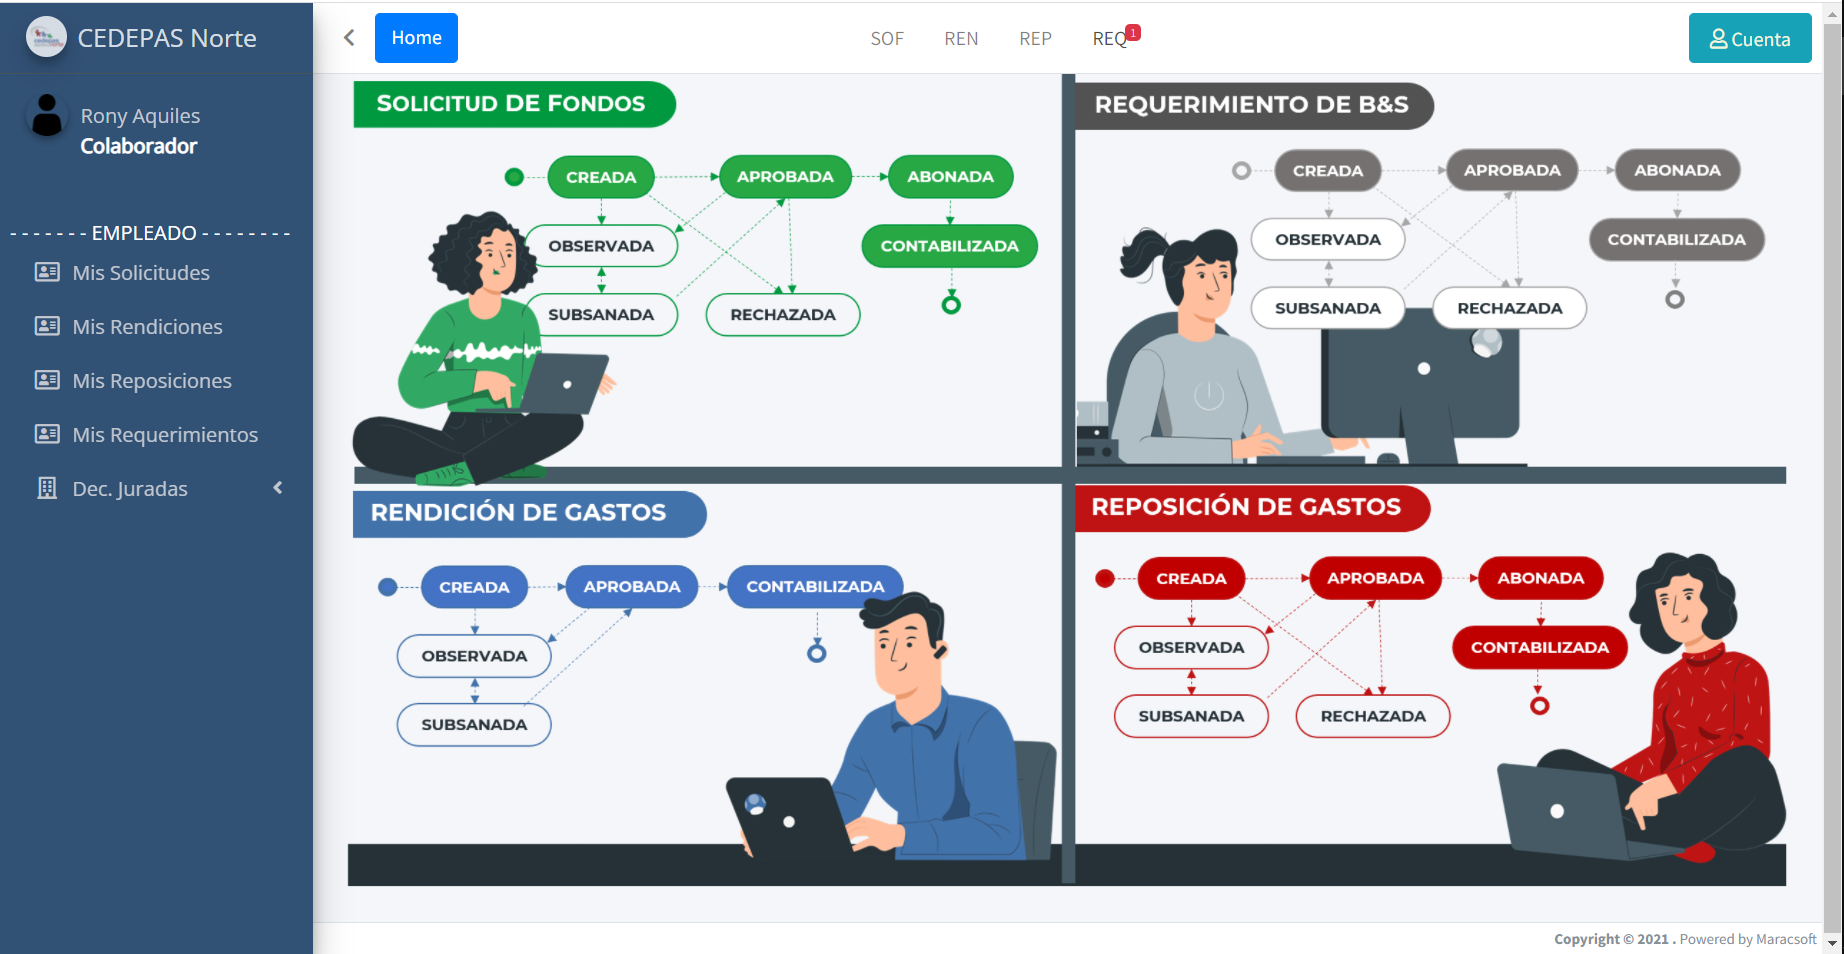 CEDEPAS Norte
Rony Aquiles
Colaborador
- - - - - - - EMPLEADO - - - - - - - -
Mis Solicitudes
Mis Rendiciones
Mis Reposiciones
Mis Requerimientos
Dec. Juradas
Home
SOF REN REP REQ 1
Cuenta
SOLICITUD DE FONDOS
CREADA APROBADA ABONADA
OBSERVADA CONTABILIZADA
SUBSANADA RECHAZADA
REQUERIMIENTO DE B&S
CREADA APROBADA ABONADA
OBSERVADA CONTABILIZADA
SUBSANADA RECHAZADA
RENDICIÓN DE GASTOS
CREADA APROBADA CONTABILIZADA
OBSERVADA
SUBSANADA
REPOSICIÓN DE GASTOS
CREADA APROBADA ABONADA
OBSERVADA CONTABILIZADA
SUBSANADA RECHAZADA
Copyright © 2021 . Powered by Maracsoft